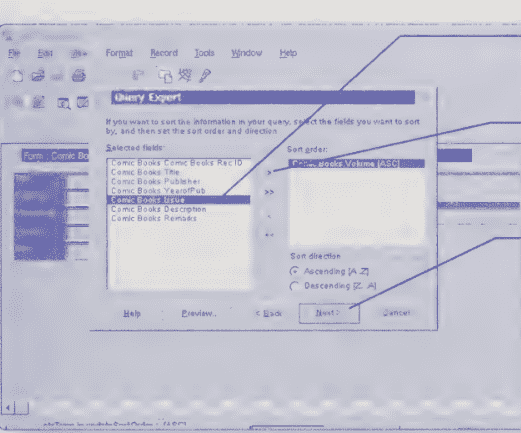 File Edit View Format Record Tools Window Help
Query Expert
If you want to sort the information in your query, select the fields you want to sort
by, and then set the sort order and direction
Selected fields:
Sort order:
Comic Books Comic Books Rec ID
Comic Books Title
Comic Books Publisher
Comic Books YearofPub
Comic Books Issue
Comic Books Description
Comic Books Remarks
>
>>
<
<<
Comic Books Volume [ASC]
Form : Comic Bo
Sort direction
Ascending [A..Z]
Descending [Z...A]
Help Preview.. < Back Next > Cancel